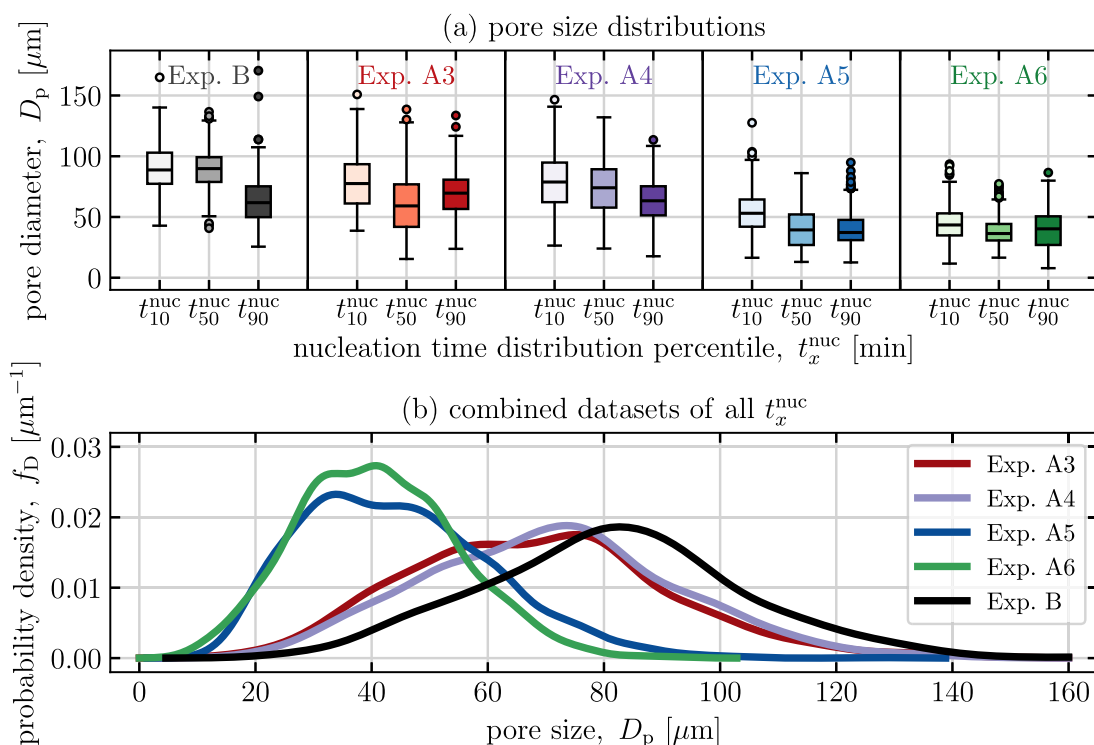 (a) pore size distributions
pore diameter, Dₚ [μm]
150
100
50
0
Exp. B Exp. A3 Exp. A4 Exp. A5 Exp. A6
t₁₀ⁿᵘᶜ t₅₀ⁿᵘᶜ t₉₀ⁿᵘᶜ t₁₀ⁿᵘᶜ t₅₀ⁿᵘᶜ t₉₀ⁿᵘᶜ t₁₀ⁿᵘᶜ t₅₀ⁿᵘᶜ t₉₀ⁿᵘᶜ t₁₀ⁿᵘᶜ t₅₀ⁿᵘᶜ t₉₀ⁿᵘᶜ t₁₀ⁿᵘᶜ t₅₀ⁿᵘᶜ t₉₀ⁿᵘᶜ
nucleation time distribution percentile, tₓⁿᵘᶜ [min]
(b) combined datasets of all tₓⁿᵘᶜ
probability density, f_D [μm⁻¹]
0.03
0.02
0.01
0.00
Exp. A3
Exp. A4
Exp. A5
Exp. A6
Exp. B
0 20 40 60 80 100 120 140 160
pore size, Dₚ [μm]